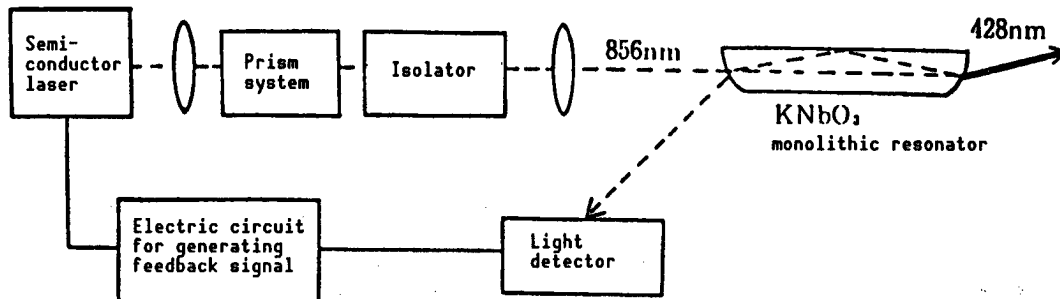 Semi-
conductor
laser
Prism
system
Isolator
856nm
428nm
KNbO₃
monolithic resonator
Electric circuit
for generating
feedback signal
Light
detector